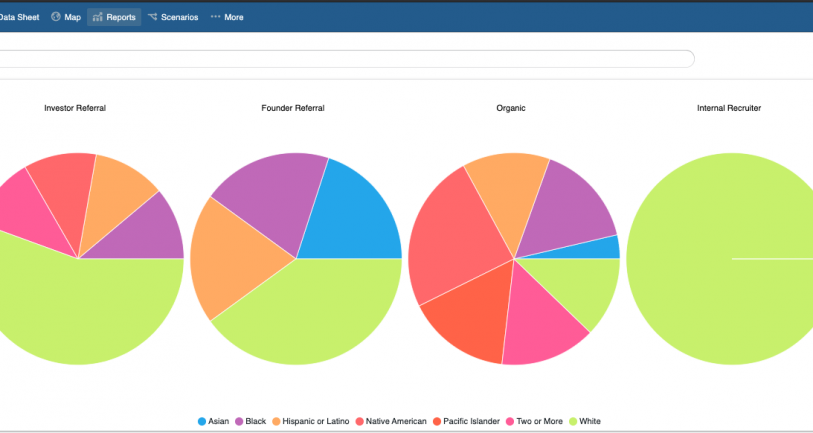 Data Sheet Map Reports Scenarios ••• More
Investor Referral Founder Referral Organic Internal Recruiter
Asian Black Hispanic or Latino Native American Pacific Islander Two or More White